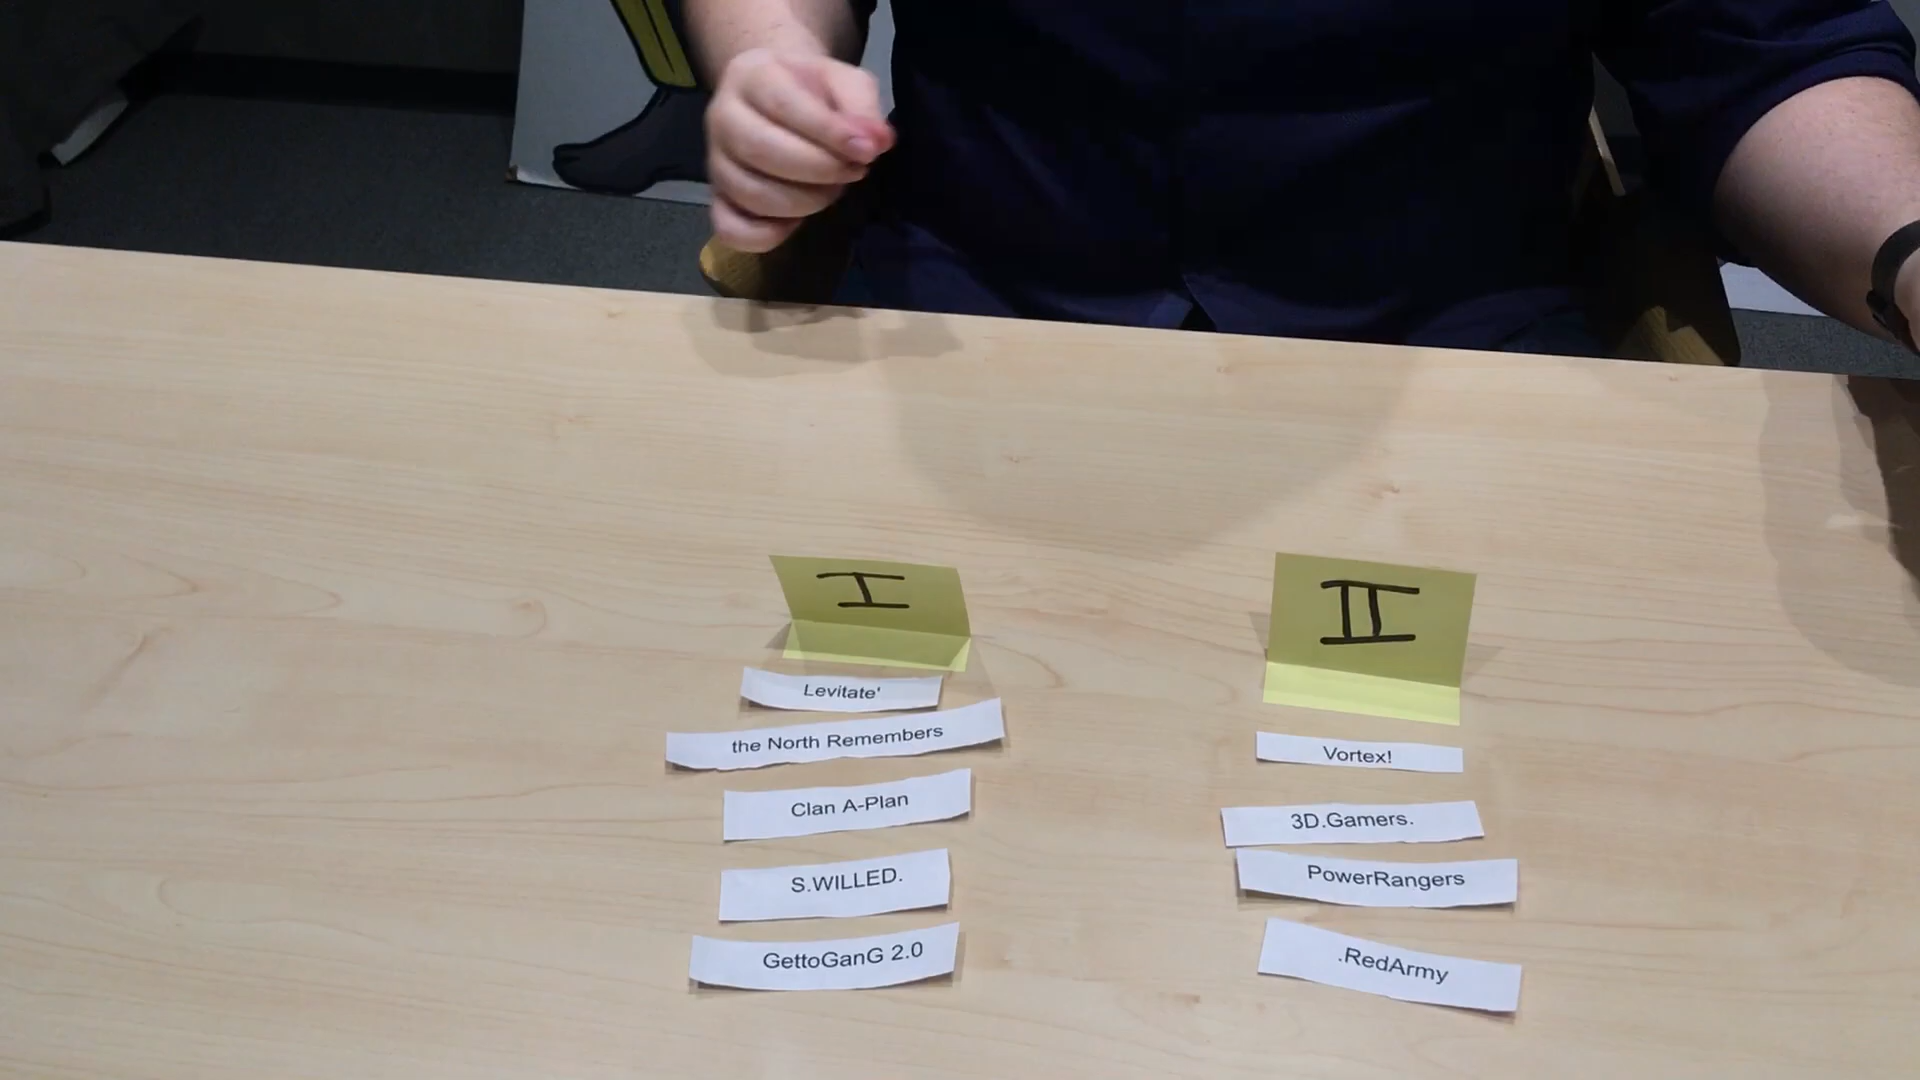 I
Levitate'
the North Remembers
Clan A-Plan
S.WILLED.
GettoGanG 2.0
II
Vortex!
3D.Gamers.
PowerRangers
.RedArmy